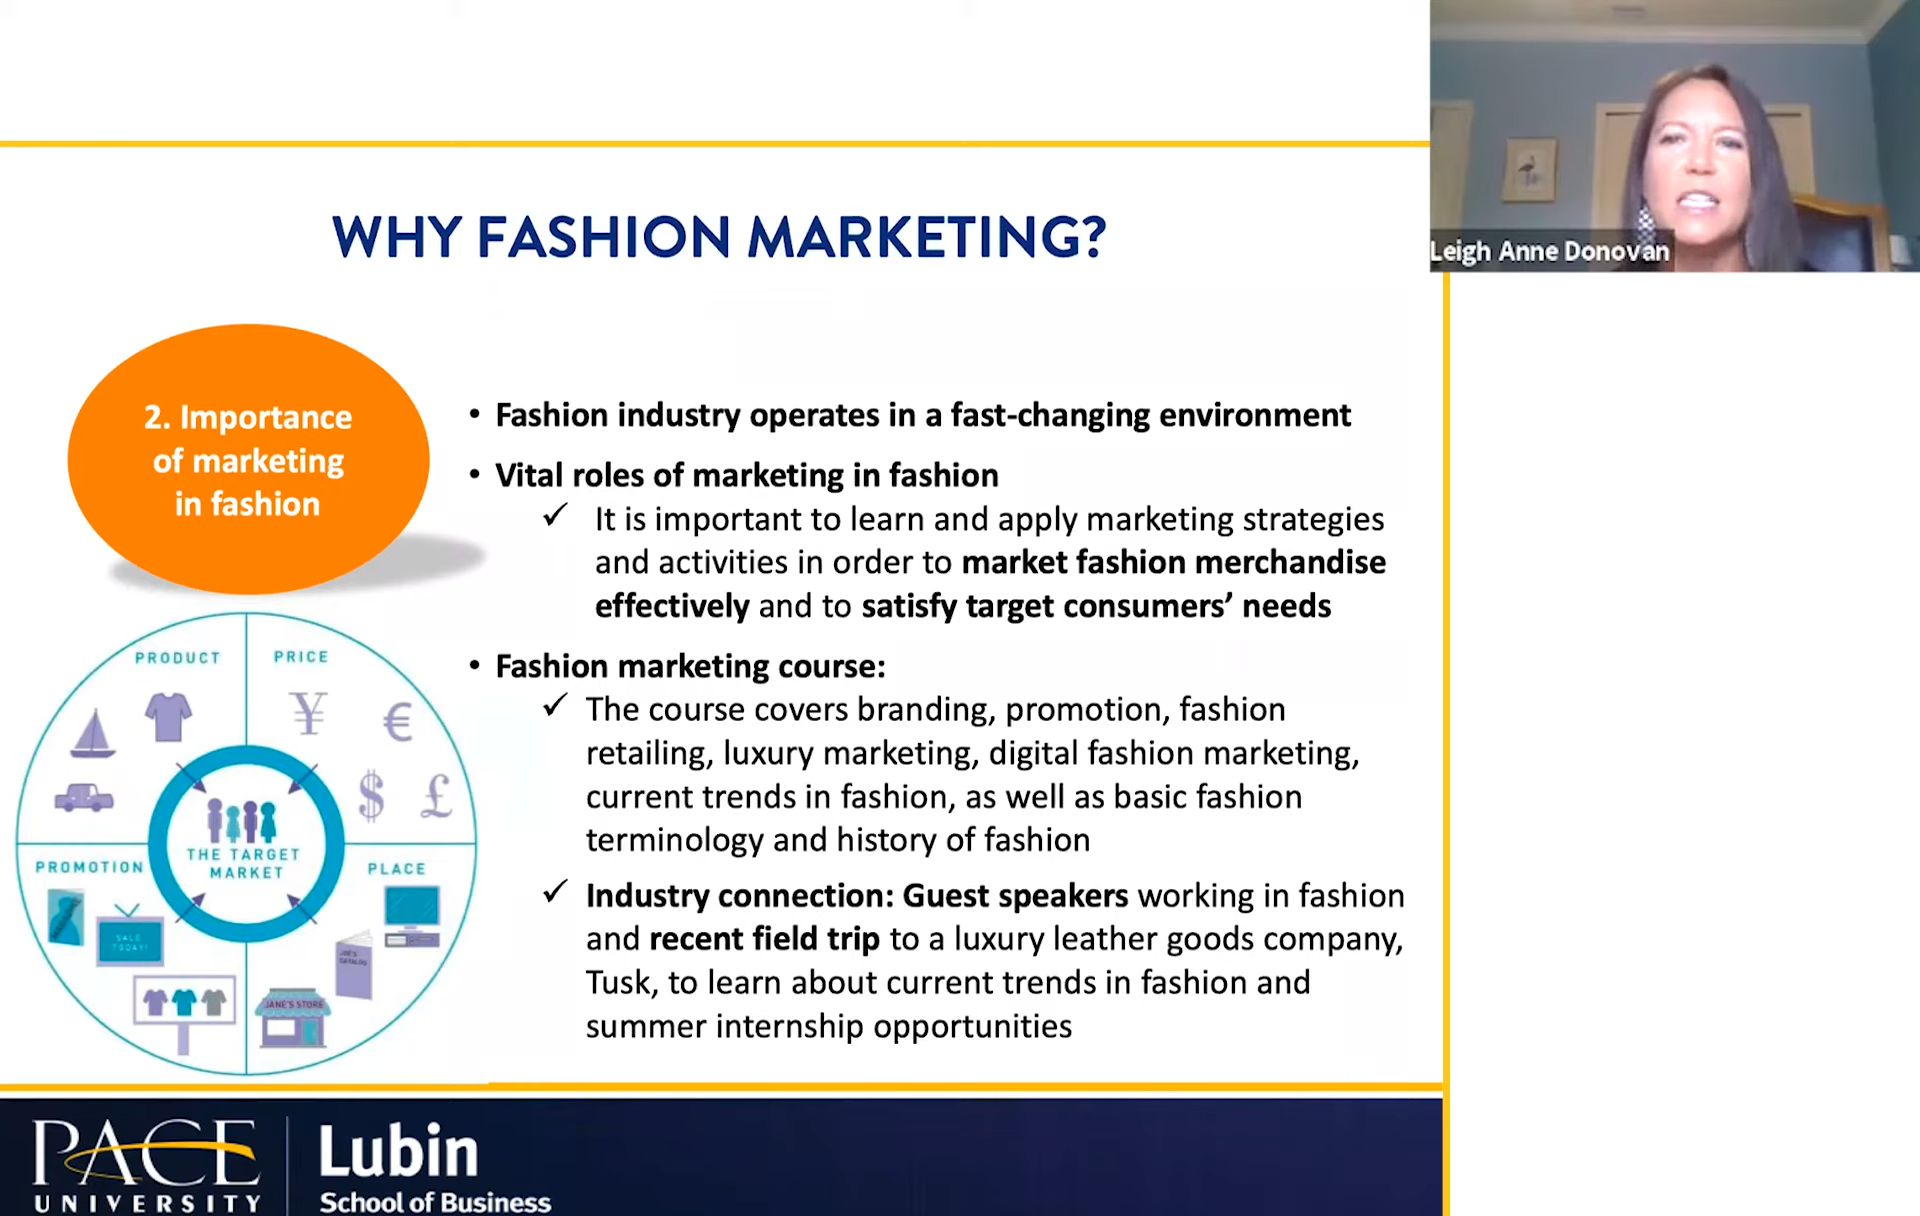 Leigh Anne Donovan
WHY FASHION MARKETING?
2. Importance
of marketing
in fashion
• Fashion industry operates in a fast-changing environment
• Vital roles of marketing in fashion
✓ It is important to learn and apply marketing strategies
and activities in order to market fashion merchandise
effectively and to satisfy target consumers’ needs
• Fashion marketing course:
✓ The course covers branding, promotion, fashion
retailing, luxury marketing, digital fashion marketing,
current trends in fashion, as well as basic fashion
terminology and history of fashion
✓ Industry connection: Guest speakers working in fashion
and recent field trip to a luxury leather goods company,
Tusk, to learn about current trends in fashion and
summer internship opportunities
PRODUCT
PRICE
¥ €
$ £
THE TARGET
MARKET
PROMOTION
PLACE
MAGAZINE
SALE
TODAY!
JOE'S
CATALOG
JANE'S STORE
PACE
UNIVERSITY
Lubin
School of Business